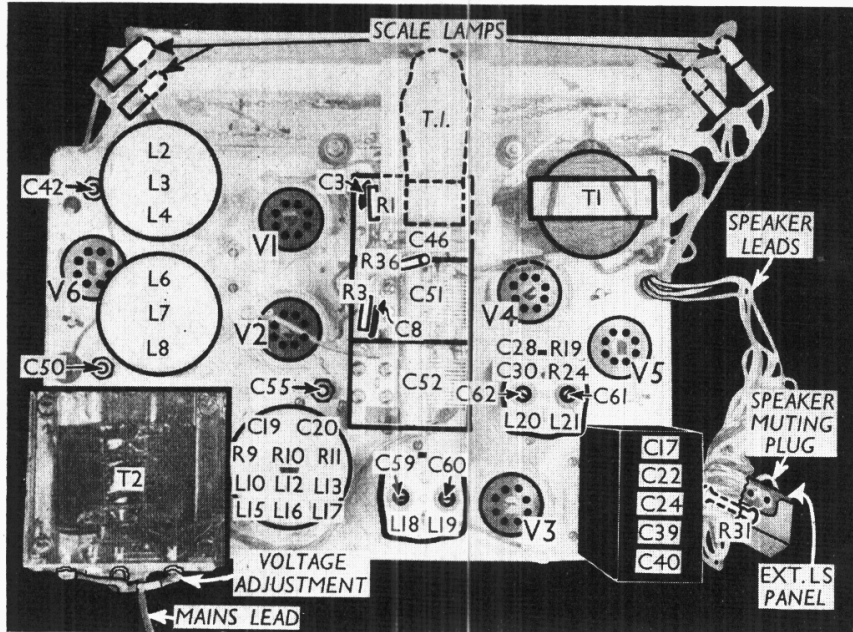 SCALE LAMPS
T.I.
L2
L3
L4
C42
C3
R1
T1
V1
C46
R36
C51
SPEAKER
LEADS
V6
L6
L7
L8
R3
C8
V2
V4
C50
C55
C52
C28 R19
C30 R24
V5
C62
C61
L20 L21
SPEAKER
MUTING
PLUG
T2
C19 C20
R9 R10 R11
L10 L12 L13
L15 L16 L17
C59 C60
L18 L19
V3
C17
C22
C24
C39
C40
R31
VOLTAGE
ADJUSTMENT
MAINS LEAD
EXT. LS
PANEL